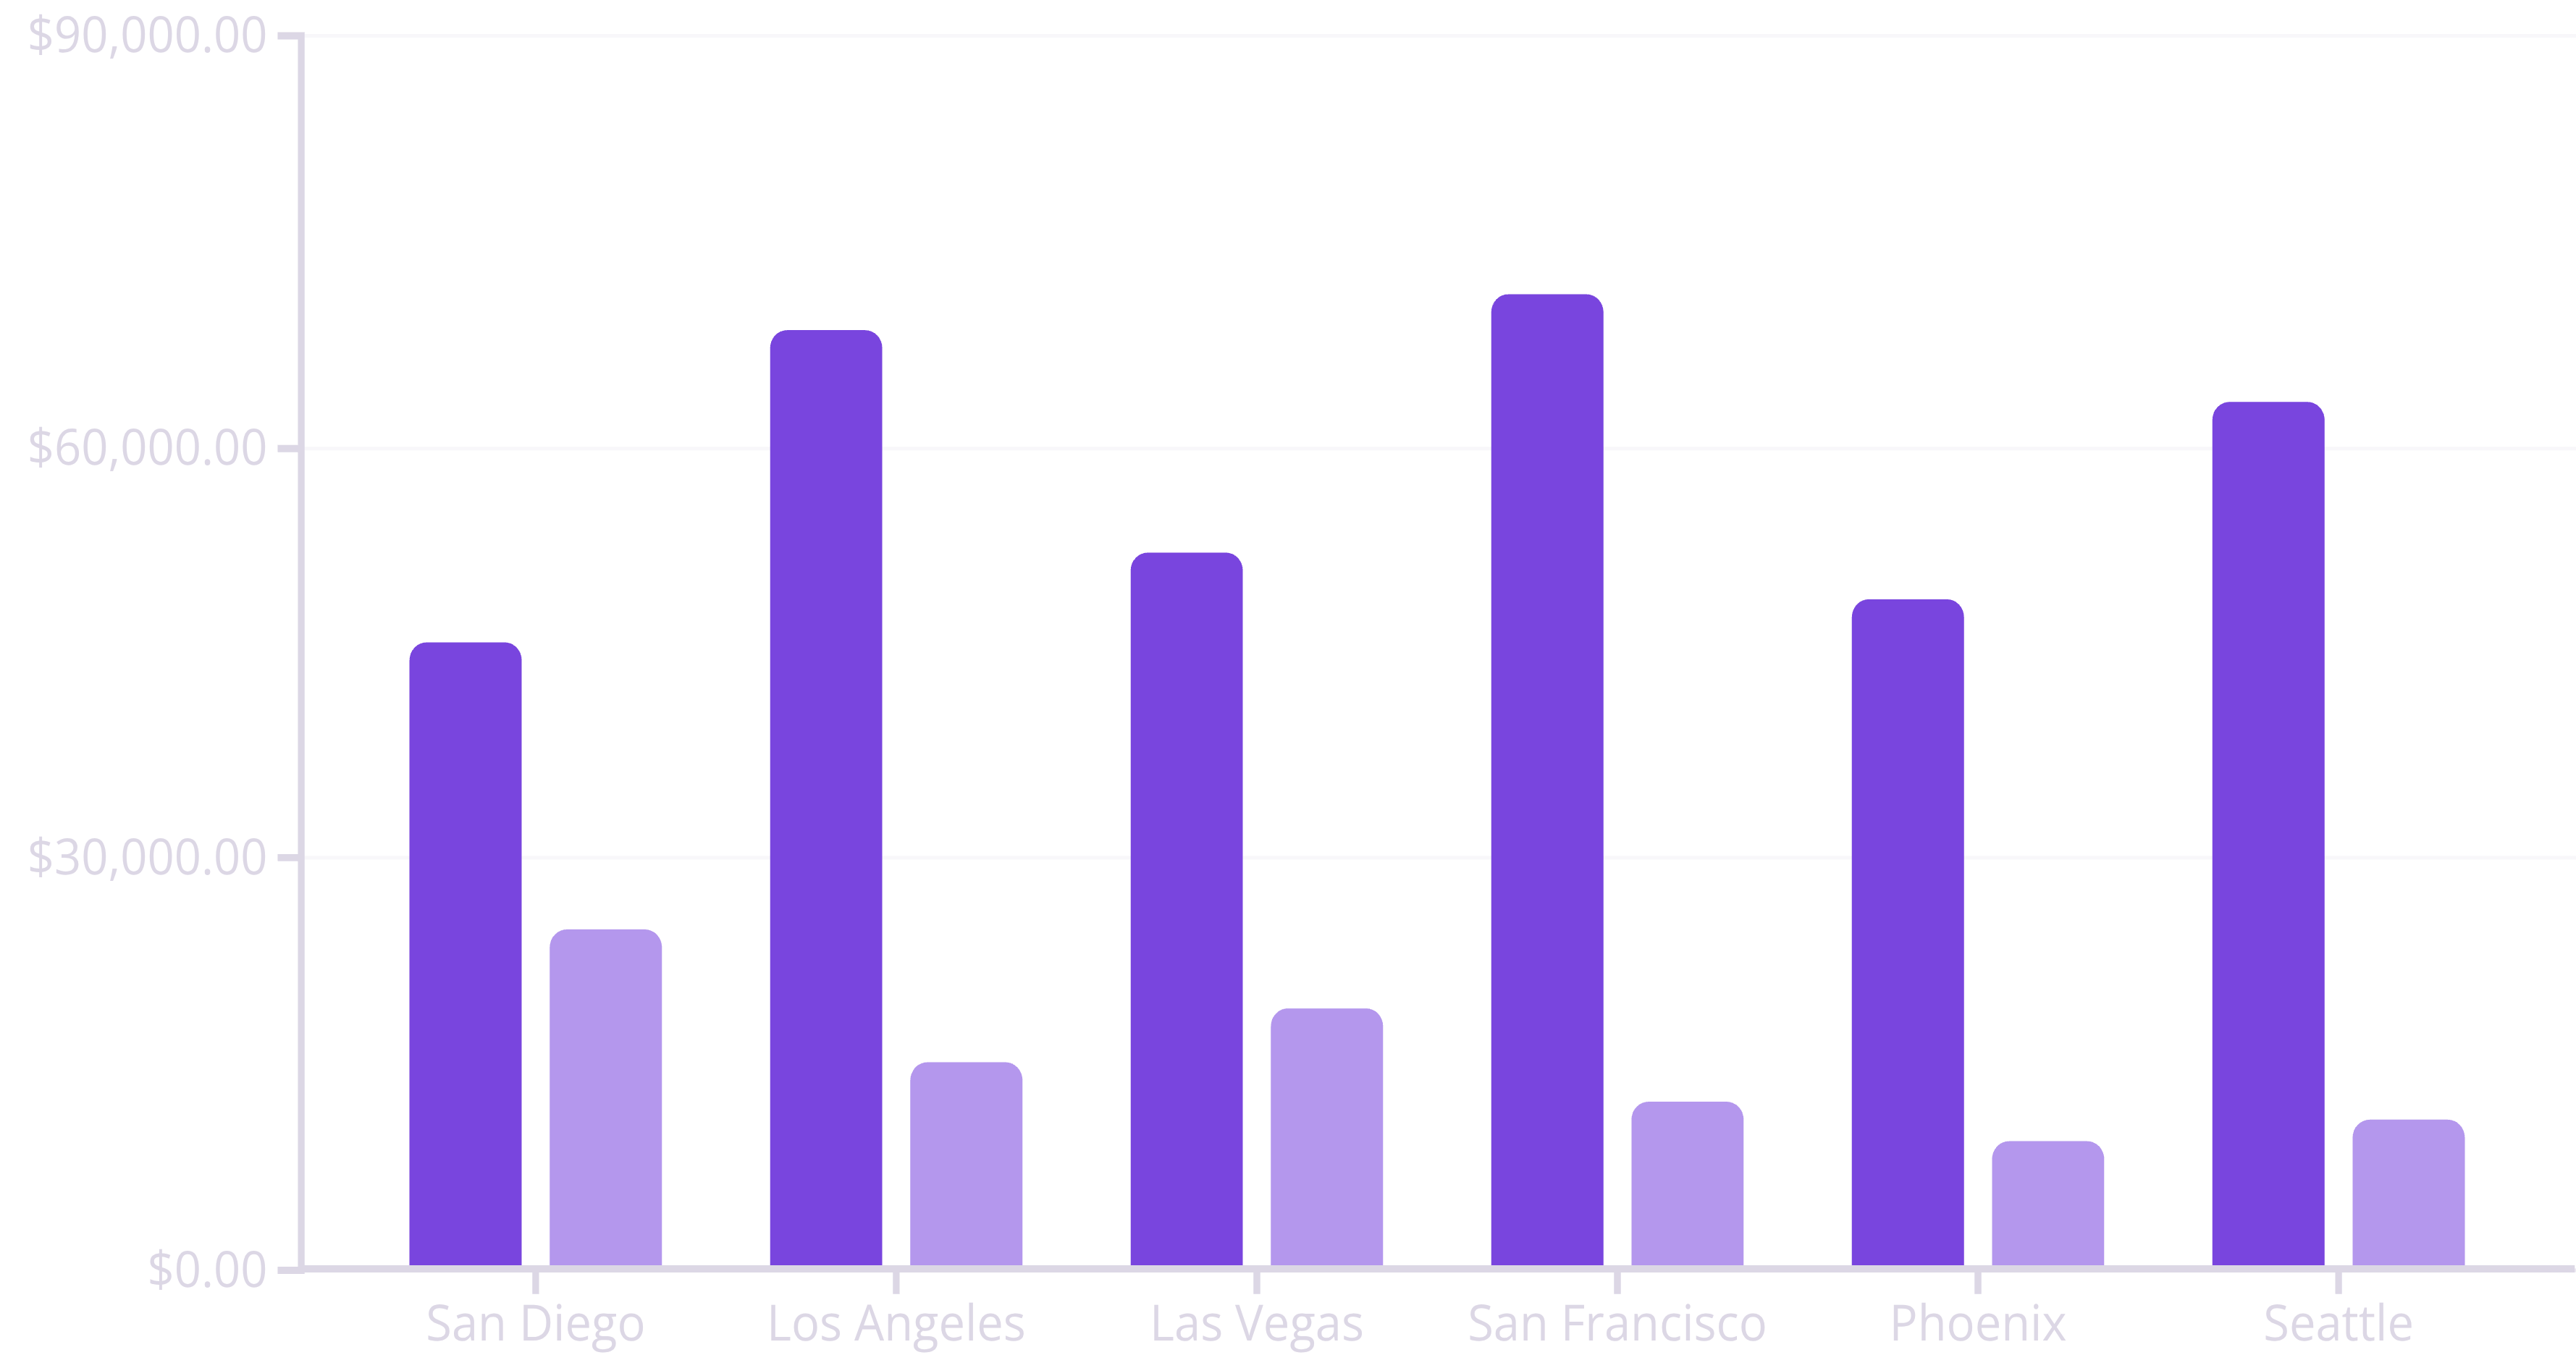 $90,000.00
$60,000.00
$30,000.00
$0.00
San Diego
Los Angeles
Las Vegas
San Francisco
Phoenix
Seattle